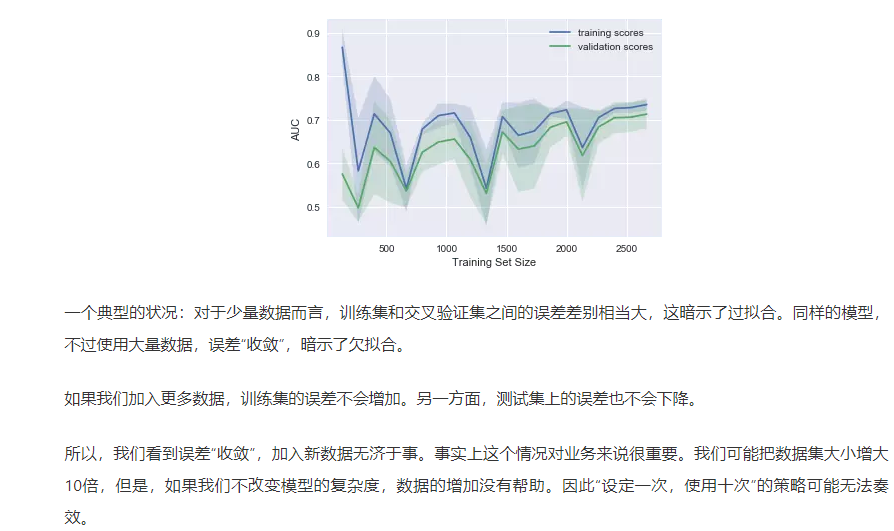 0.9
0.8
0.7
0.6
0.5
AUC
training scores
validation scores
500 1000 1500 2000 2500
Training Set Size
一个典型的状况：对于少量数据而言，训练集和交叉验证集之间的误差差别相当大，这暗示了过拟合。同样的模型，
不过使用大量数据，误差“收敛”，暗示了欠拟合。
如果我们加入更多数据，训练集的误差不会增加。另一方面，测试集上的误差也不会下降。
所以，我们看到误差“收敛”，加入新数据无济于事。事实上这个情况对业务来说很重要。我们可能把数据集大小增大
10倍，但是，如果我们不改变模型的复杂度，数据的增加没有帮助。因此“设定一次，使用十次”的策略可能无法奏
效。